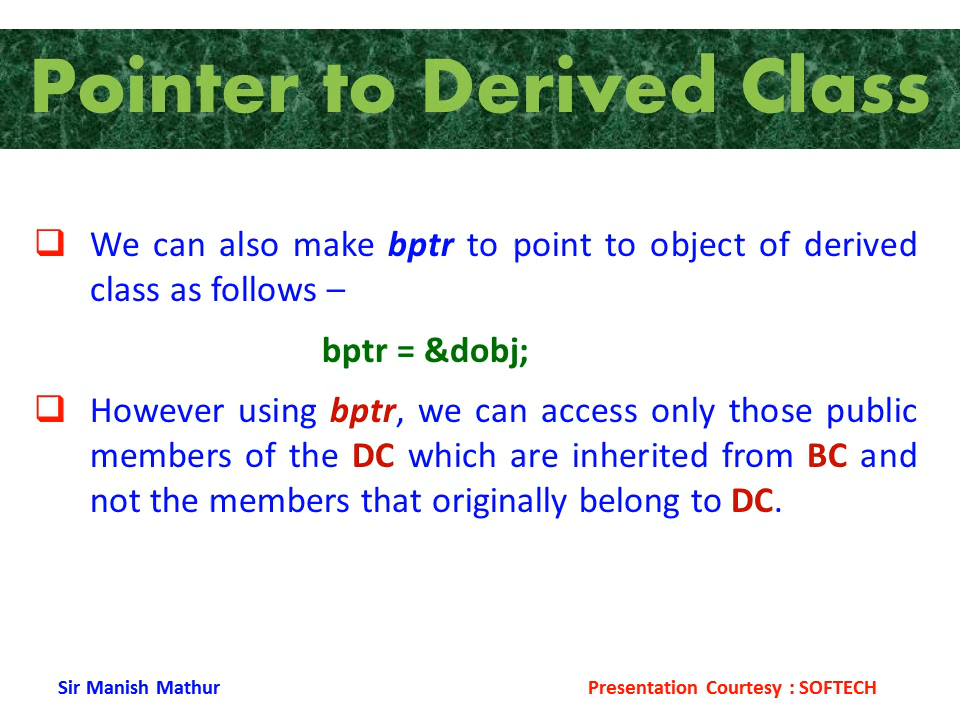 Pointer to Derived Class
We can also make bptr to point to object of derived
class as follows –
bptr = &dobj;
However using bptr, we can access only those public
members of the DC which are inherited from BC and
not the members that originally belong to DC.
Sir Manish Mathur
Presentation Courtesy : SOFTECH